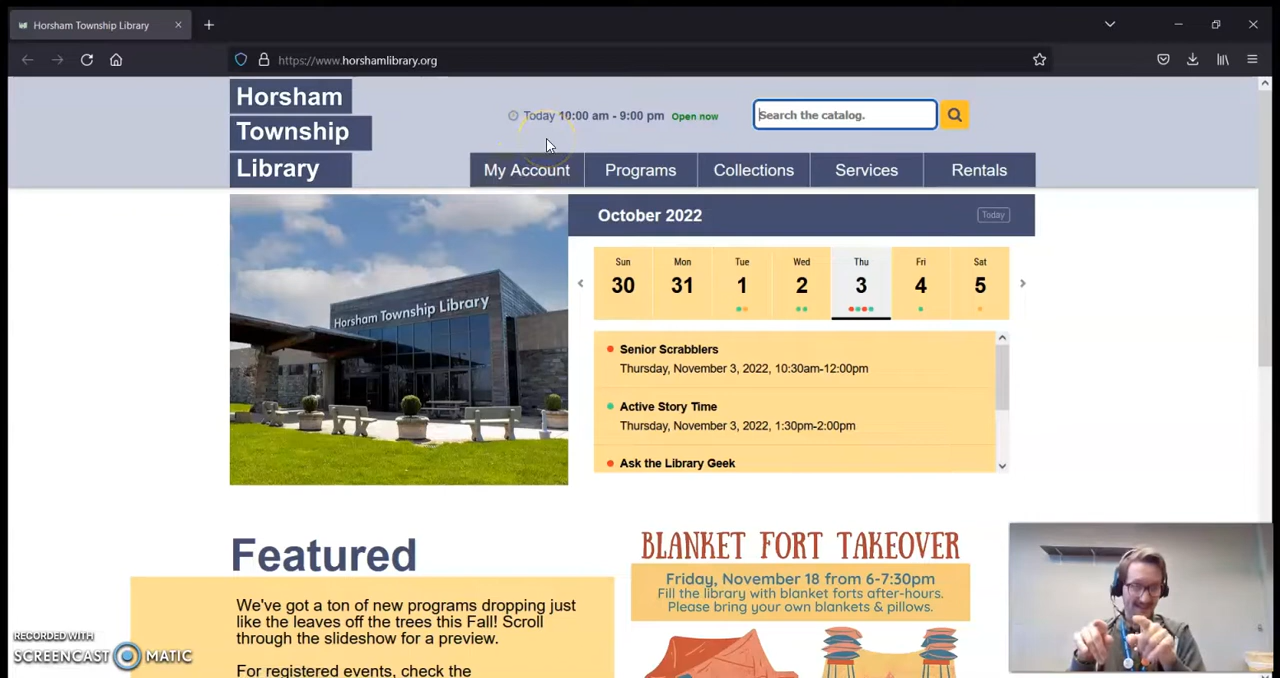 Horsham Township Library
https://www.horshamlibrary.org
Horsham
Township
Library
Today 10:00 am - 9:00 pm Open now
Search the catalog.
My Account Programs Collections Services Rentals
Horsham Township Library
October 2022
Today
Sun Mon Tue Wed Thu Fri Sat
30 31 1 2 3 4 5
Senior Scrabblers
Thursday, November 3, 2022, 10:30am-12:00pm
Active Story Time
Thursday, November 3, 2022, 1:30pm-2:00pm
Ask the Library Geek
Featured
We've got a ton of new programs dropping just
like the leaves off the trees this Fall! Scroll
through the slideshow for a preview.
For registered events, check the
BLANKET FORT TAKEOVER
Friday, November 18 from 6-7:30pm
Fill the library with blanket forts after-hours.
Please bring your own blankets & pillows.
RECORDED WITH
SCREENCAST MATIC